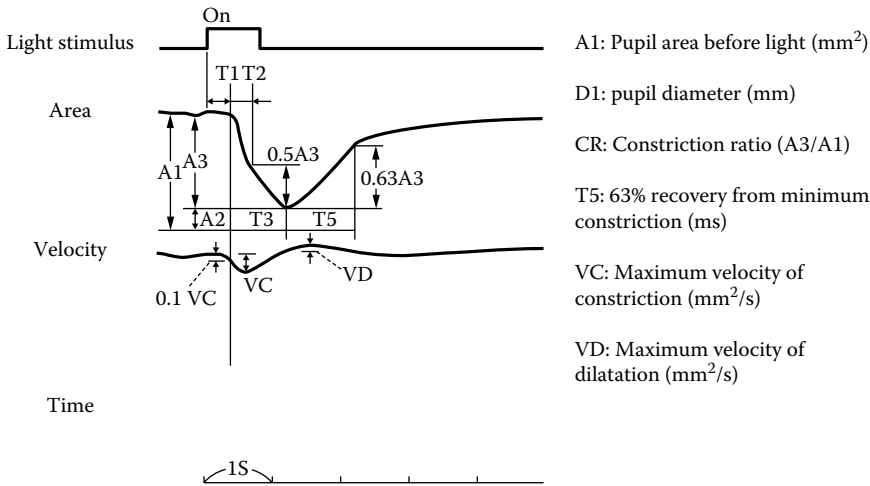 On
Light stimulus
T1 T2
Area
0.5A3
A1
A3
0.63A3
A2
T3
T5
Velocity
VC
VD
0.1 VC
Time
1S
A1: Pupil area before light (mm²)
D1: pupil diameter (mm)
CR: Constriction ratio (A3/A1)
T5: 63% recovery from minimum
constriction (ms)
VC: Maximum velocity of
constriction (mm²/s)
VD: Maximum velocity of
dilatation (mm²/s)